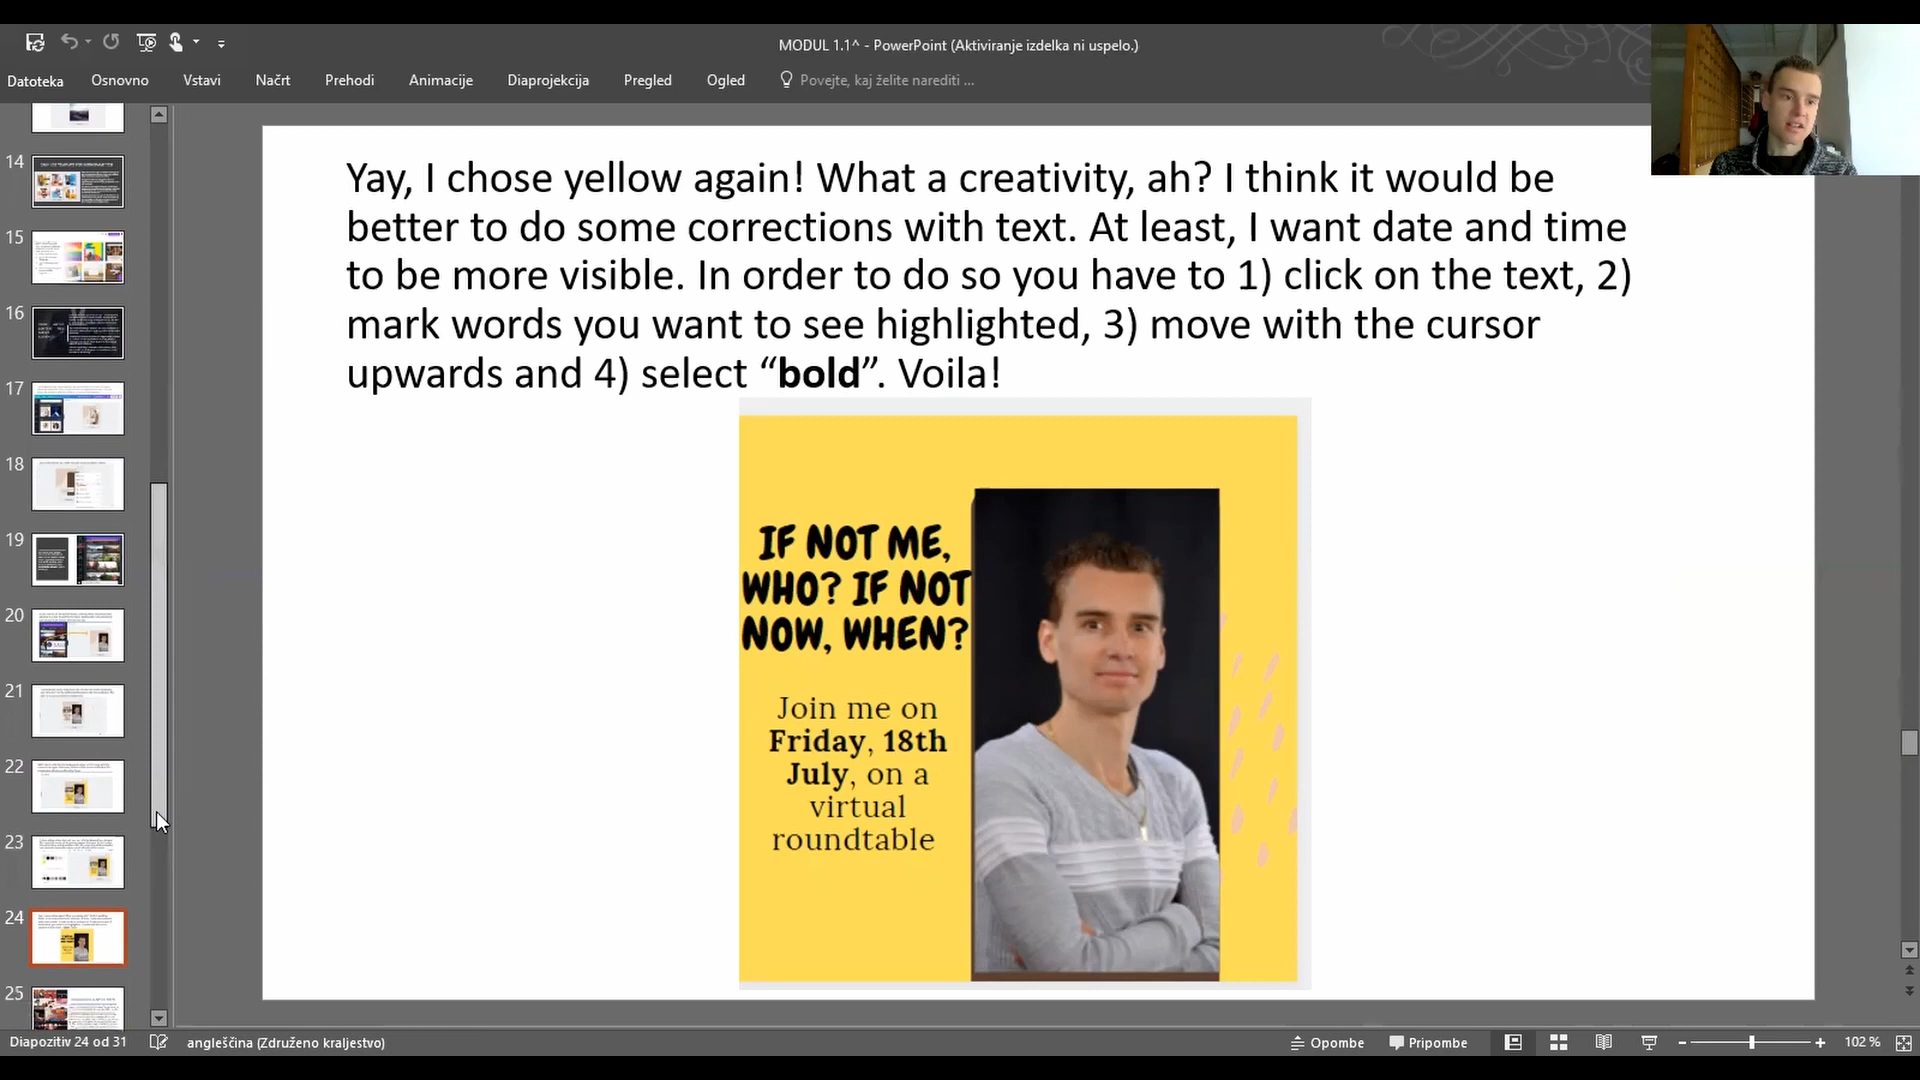 MODUL 1.1^ - PowerPoint (Aktiviranje izdelka ni uspelo.)
Datoteka Osnovno Vstavi Načrt Prehodi Animacije Diaprojekcija Pregled Ogled Povejte, kaj želite narediti ...
14
15
16
17
18
19
20
21
22
23
24
25
Yay, I chose yellow again! What a creativity, ah? I think it would be
better to do some corrections with text. At least, I want date and time
to be more visible. In order to do so you have to 1) click on the text, 2)
mark words you want to see highlighted, 3) move with the cursor
upwards and 4) select “bold”. Voila!
IF NOT ME,
WHO? IF NOT
NOW, WHEN?
Join me on
Friday, 18th
July, on a
virtual
roundtable
Diapozitiv 24 od 31 angleščina (Združeno kraljestvo) Opombe Pripombe 102 %